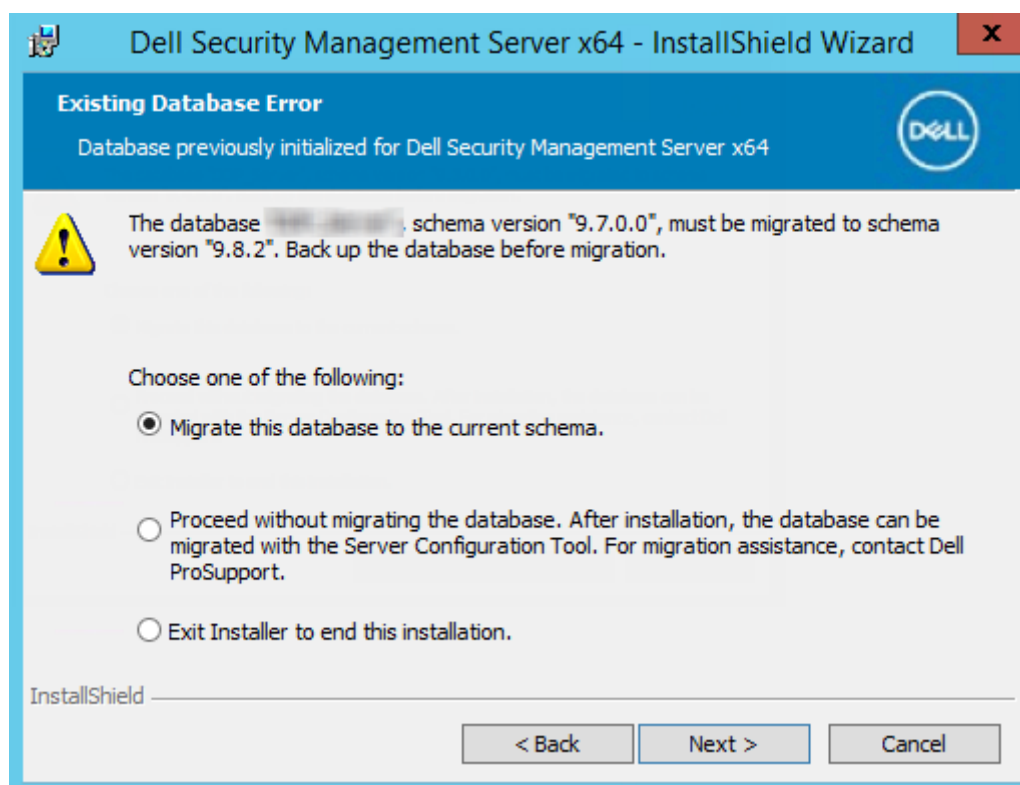 Dell Security Management Server x64 - InstallShield Wizard
x
Existing Database Error
Database previously initialized for Dell Security Management Server x64
DELL
The database , schema version "9.7.0.0", must be migrated to schema
version "9.8.2". Back up the database before migration.
Choose one of the following:
Migrate this database to the current schema.
Proceed without migrating the database. After installation, the database can be
migrated with the Server Configuration Tool. For migration assistance, contact Dell
ProSupport.
Exit Installer to end this installation.
InstallShield
< Back
Next >
Cancel